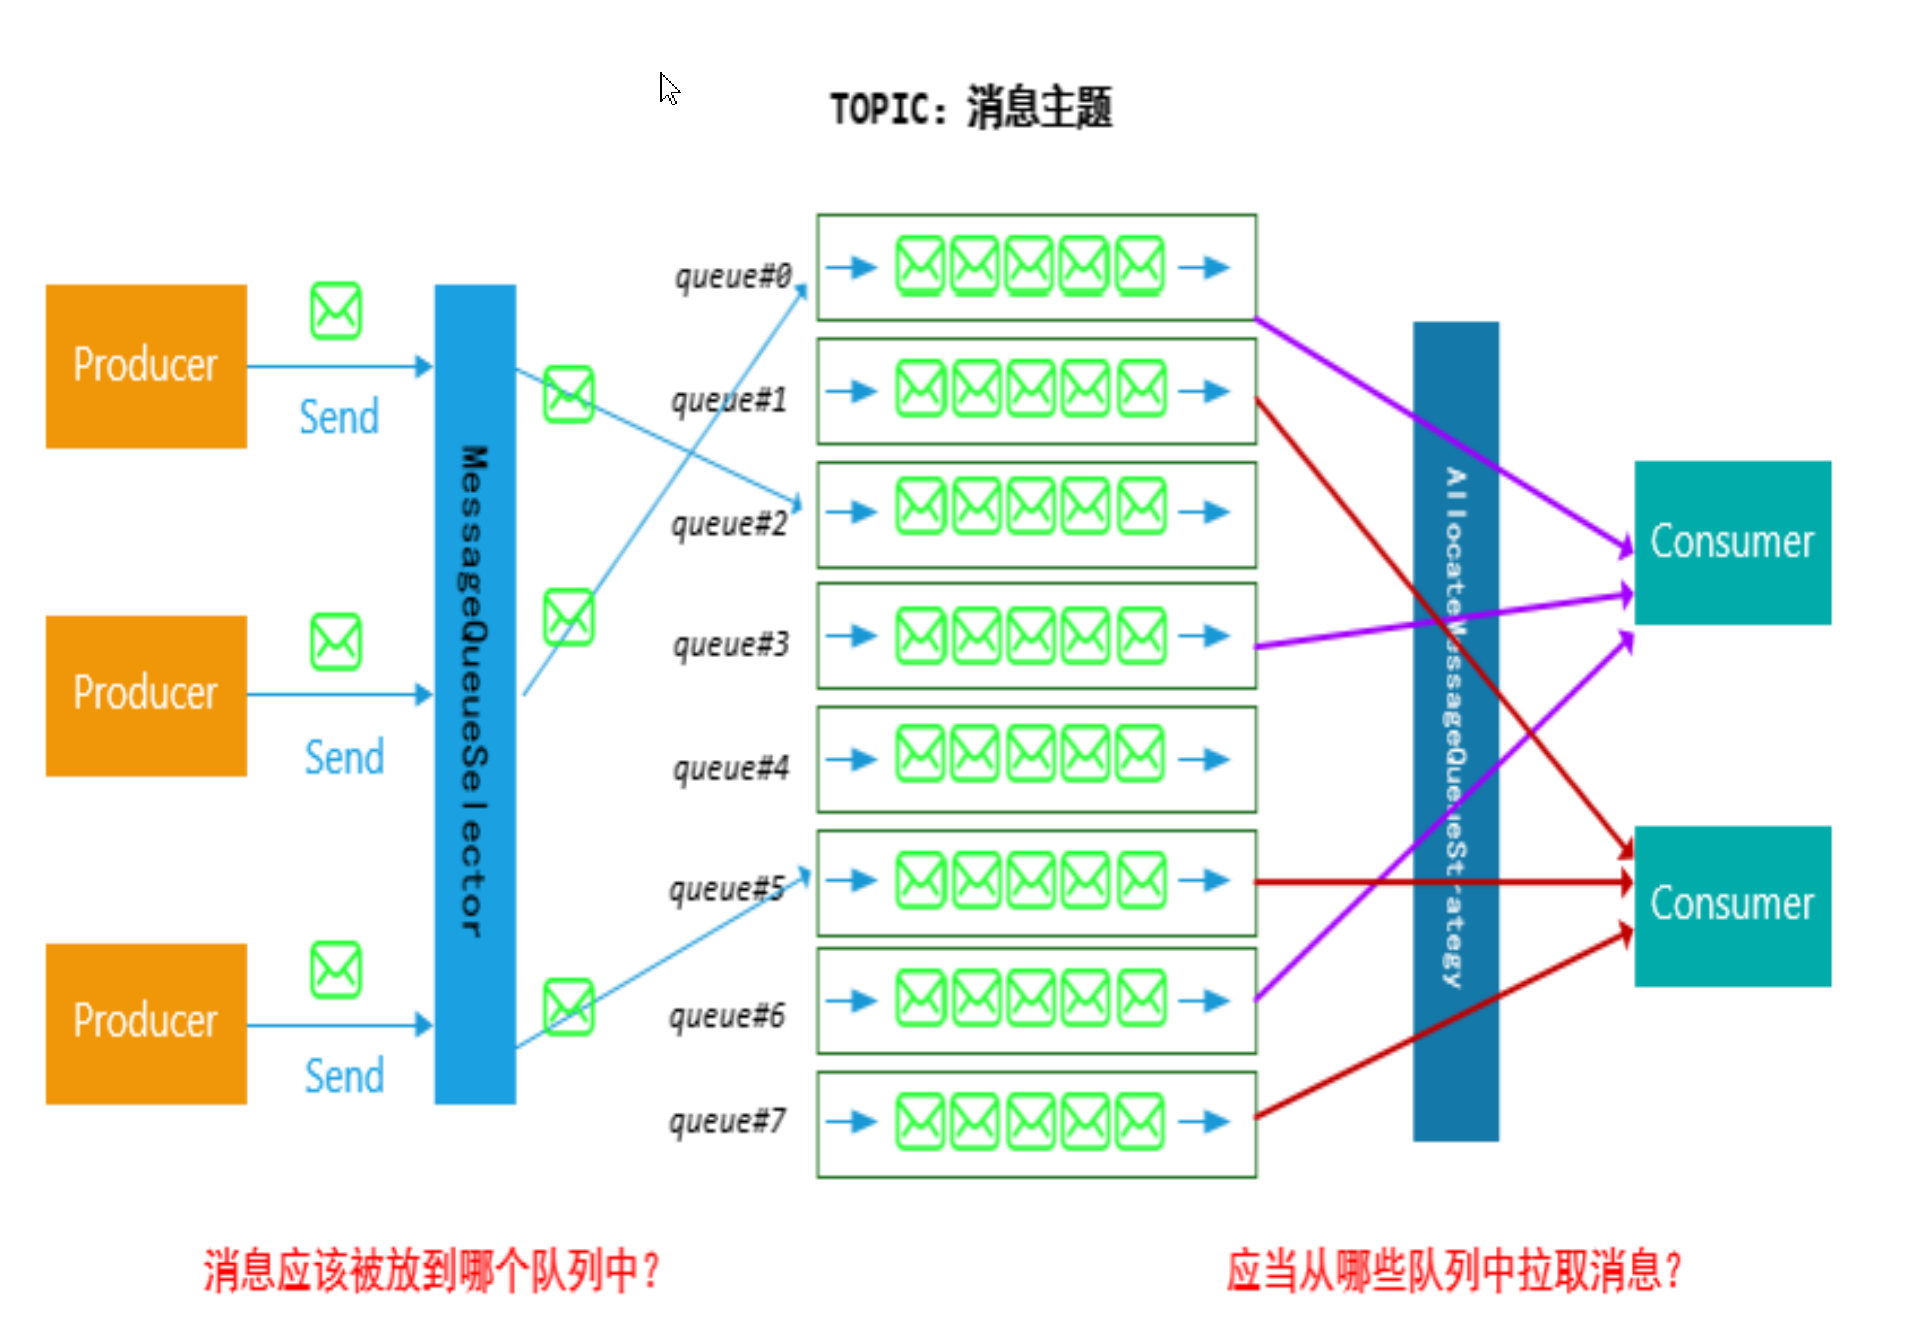 TOPIC: 消息主题
Producer
Send
Producer
Send
Producer
Send
MessageQueueSelector
queue#0
queue#1
queue#2
queue#3
queue#4
queue#5
queue#6
queue#7
AllocateMessageQueueStrategy
Consumer
Consumer
消息应该被放到哪个队列中?
应当从哪些队列中拉取消息?